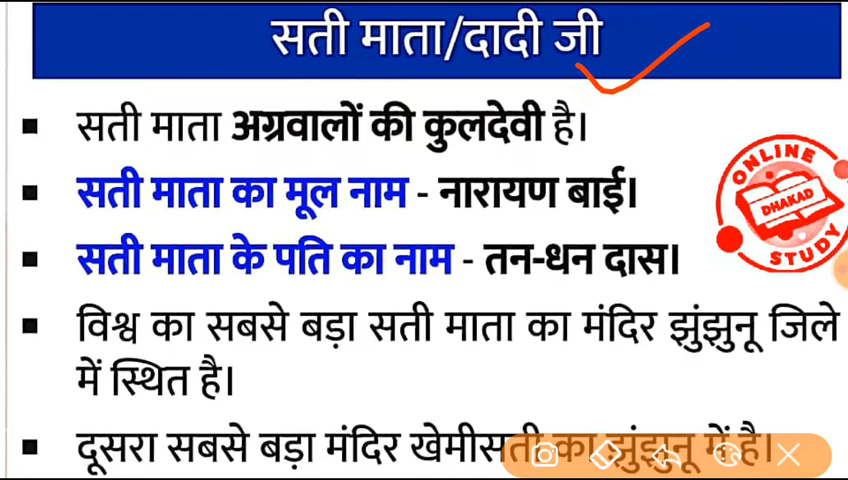 सती माता/दादी जी
सती माता अग्रवालों की कुलदेवी है।
सती माता का मूल नाम - नारायण बाई।
सती माता के पति का नाम - तन-धन दास।
विश्व का सबसे बड़ा सती माता का मंदिर झुंझुनू जिले
में स्थित है।
दूसरा सबसे बड़ा मंदिर खेमीसती का झुंझुनू में है।
ONLINE
DHAKAD
STUDY